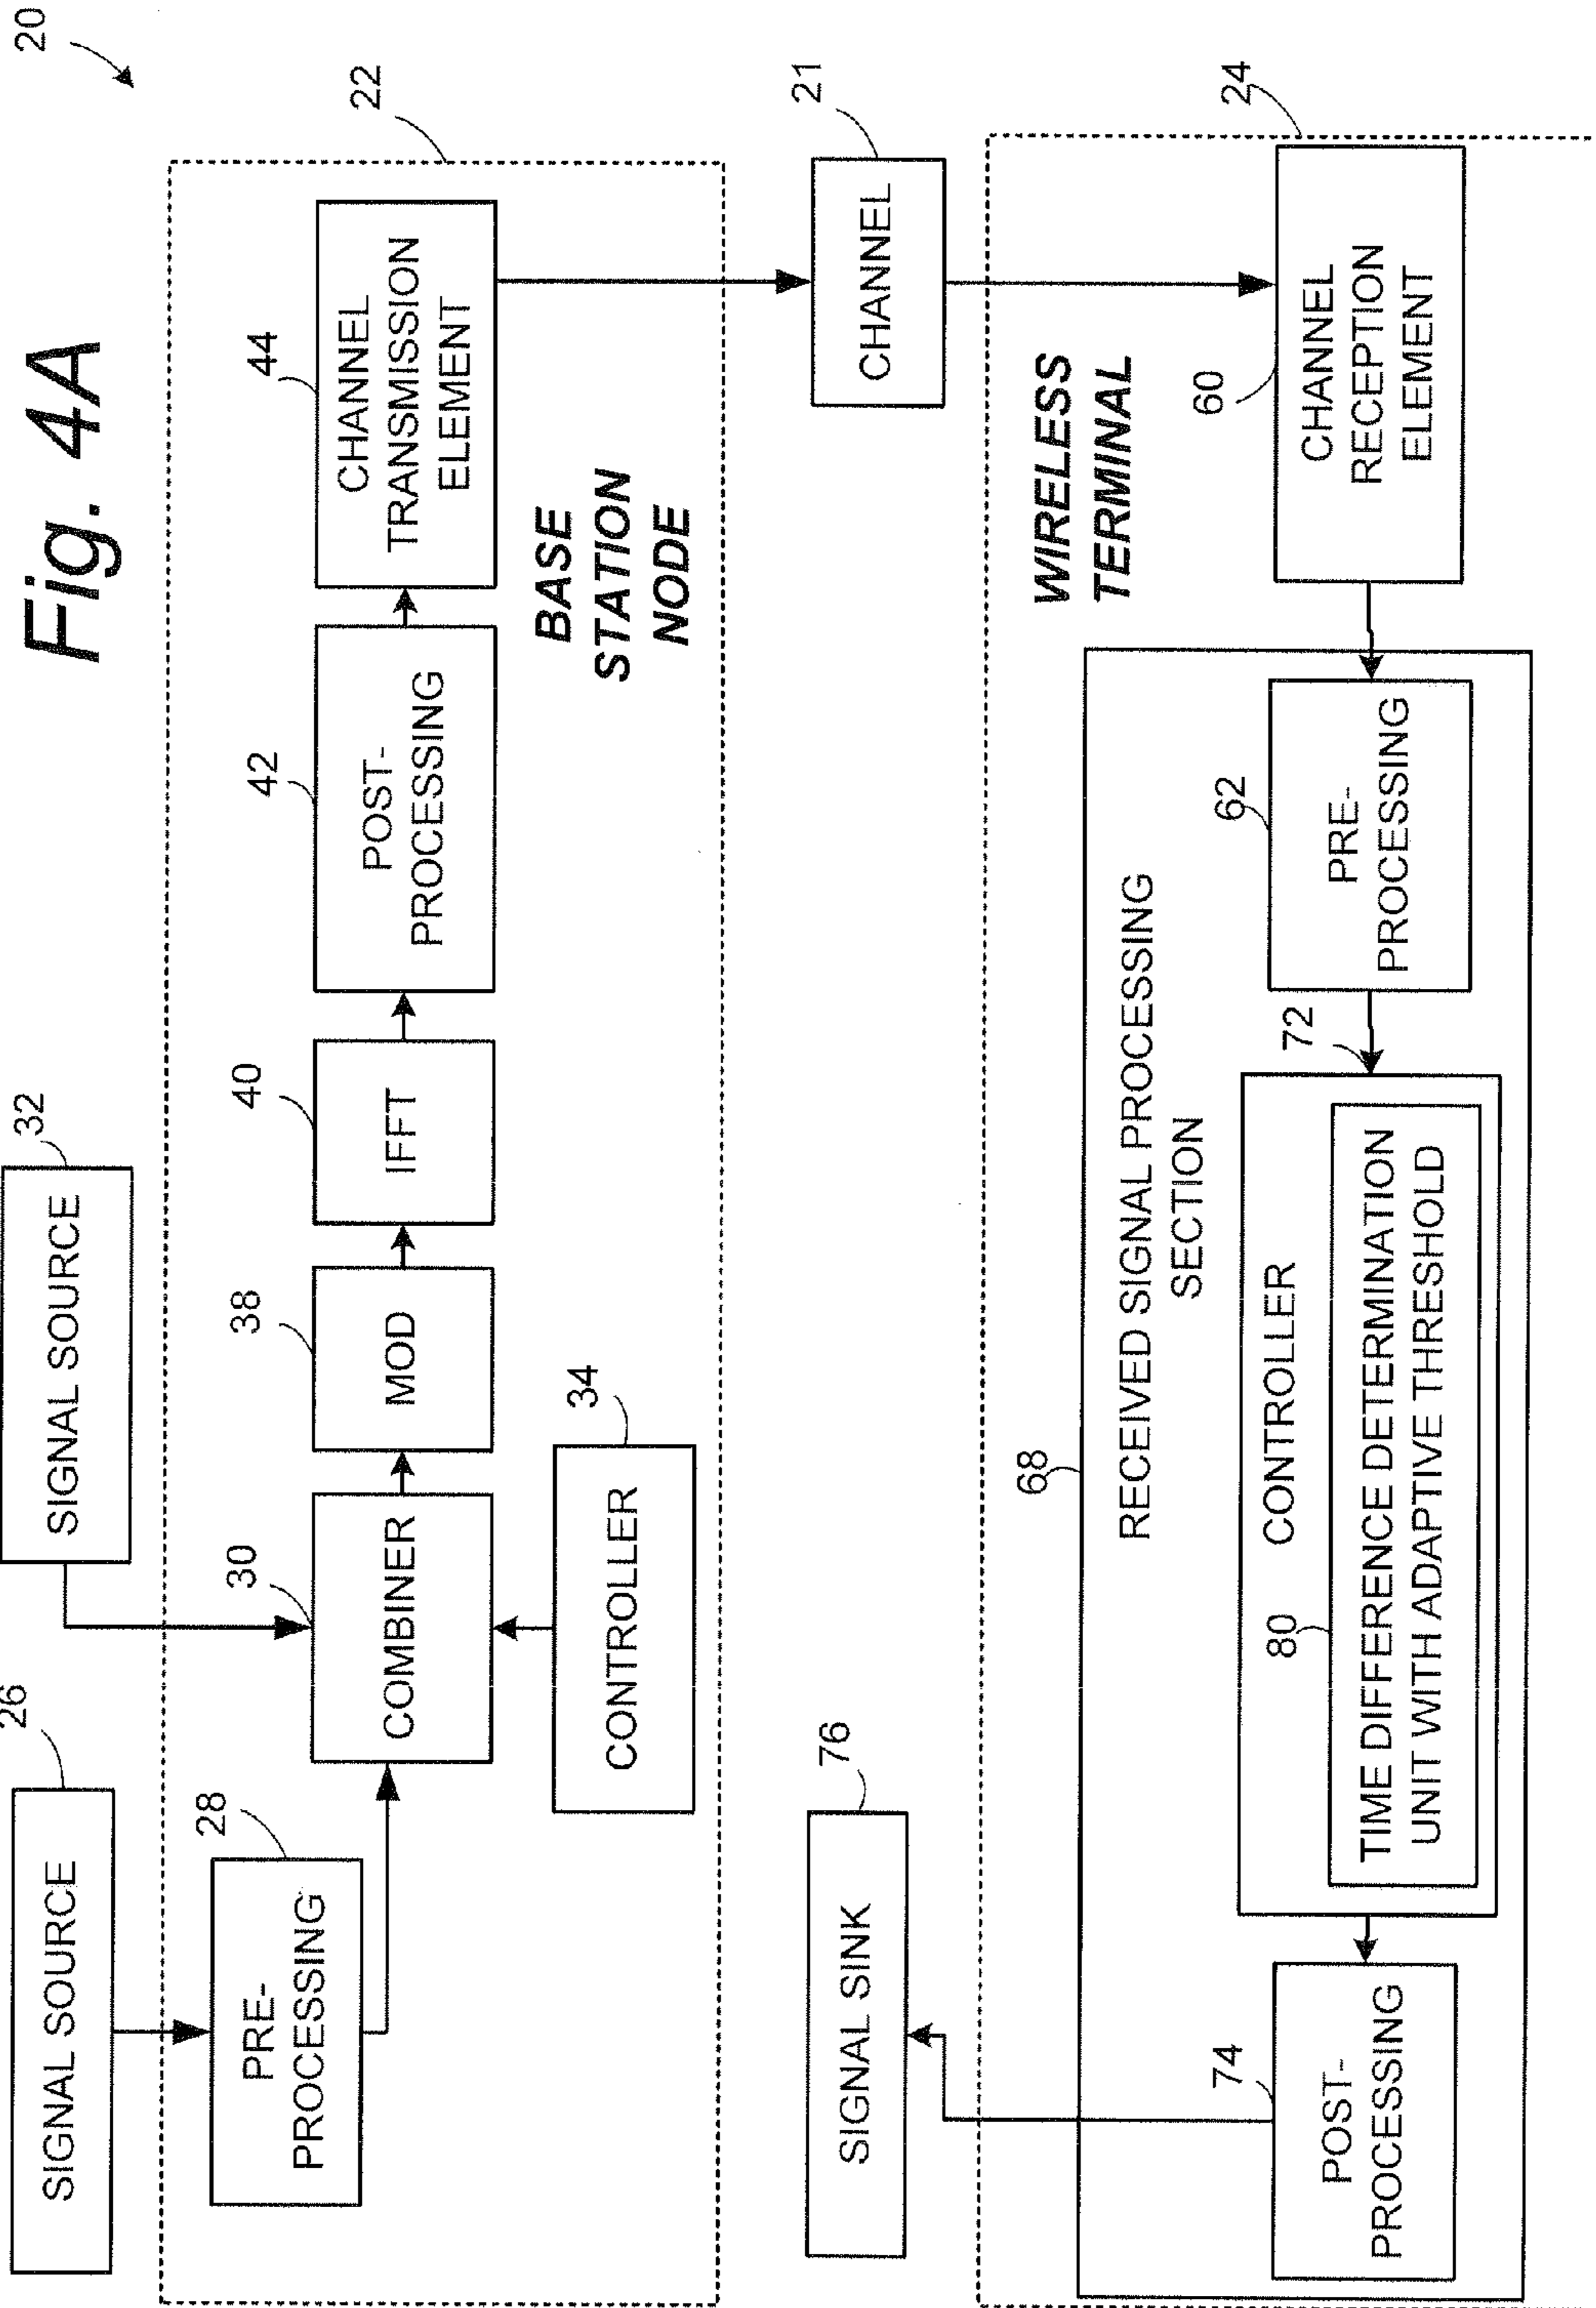 Fig. 4A
20
26
SIGNAL SOURCE
32
SIGNAL SOURCE
22
28
PRE-
PROCESSING
30
COMBINER
34
CONTROLLER
38
MOD
40
IFFT
42
POST-
PROCESSING
44
CHANNEL
TRANSMISSION
ELEMENT
BASE
STATION
NODE
21
CHANNEL
76
SIGNAL SINK
24
WIRELESS
TERMINAL
60
CHANNEL
RECEPTION
ELEMENT
68
RECEIVED SIGNAL PROCESSING
SECTION
62
PRE-
PROCESSING
72
CONTROLLER
80
TIME DIFFERENCE DETERMINATION
UNIT WITH ADAPTIVE THRESHOLD
74
POST-
PROCESSING